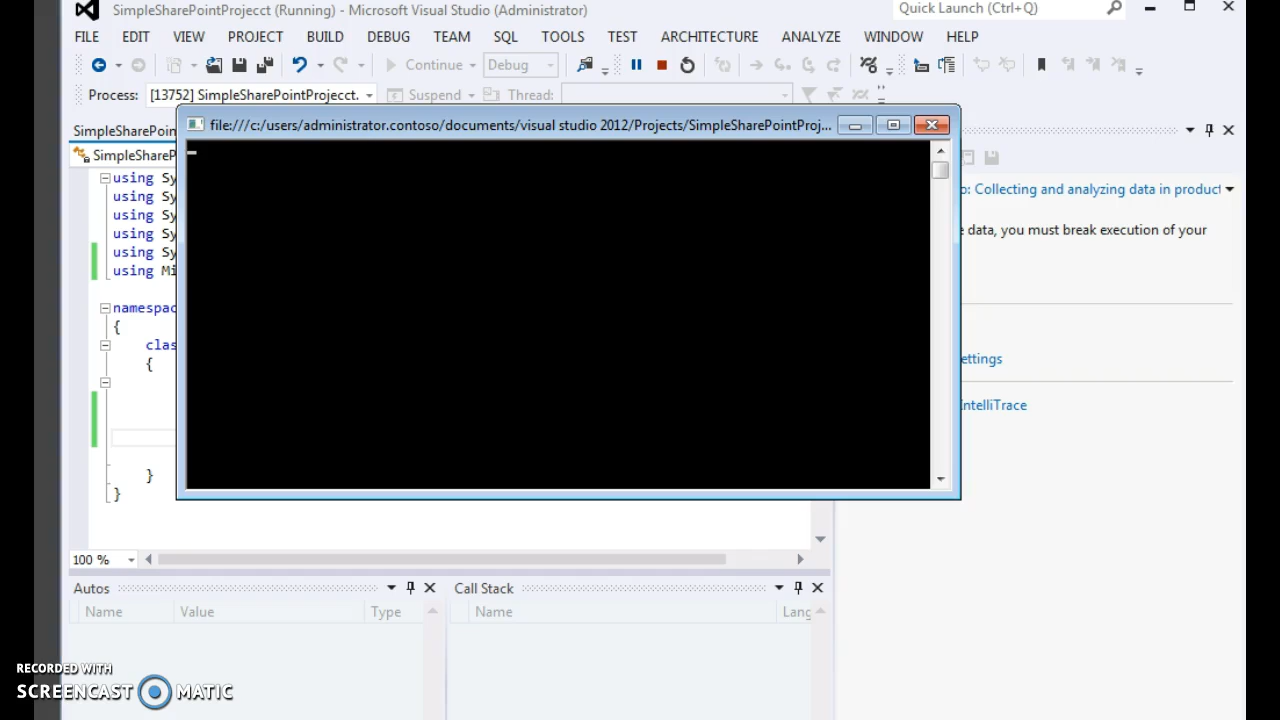 SimpleSharePointProjecct (Running) - Microsoft Visual Studio (Administrator)
Quick Launch (Ctrl+Q)
FILE EDIT VIEW PROJECT BUILD DEBUG TEAM SQL TOOLS TEST ARCHITECTURE ANALYZE WINDOW HELP
Continue Debug
Process: [13752] SimpleSharePointProjecct. Suspend Thread:
file:///c:/users/administrator.contoso/documents/visual studio 2012/Projects/SimpleSharePointProj...
SimpleSharePoin
SimpleShareP
using Sy
using Sy
using Sy
using Sy
using Sy
using Mi
namespac
{
clas
{
}
}
o: Collecting and analyzing data in product
e data, you must break execution of your
ettings
IntelliTrace
100 %
Autos
Name Value Type
Call Stack
Name Lang
RECORDED WITH
SCREENCAST MATIC